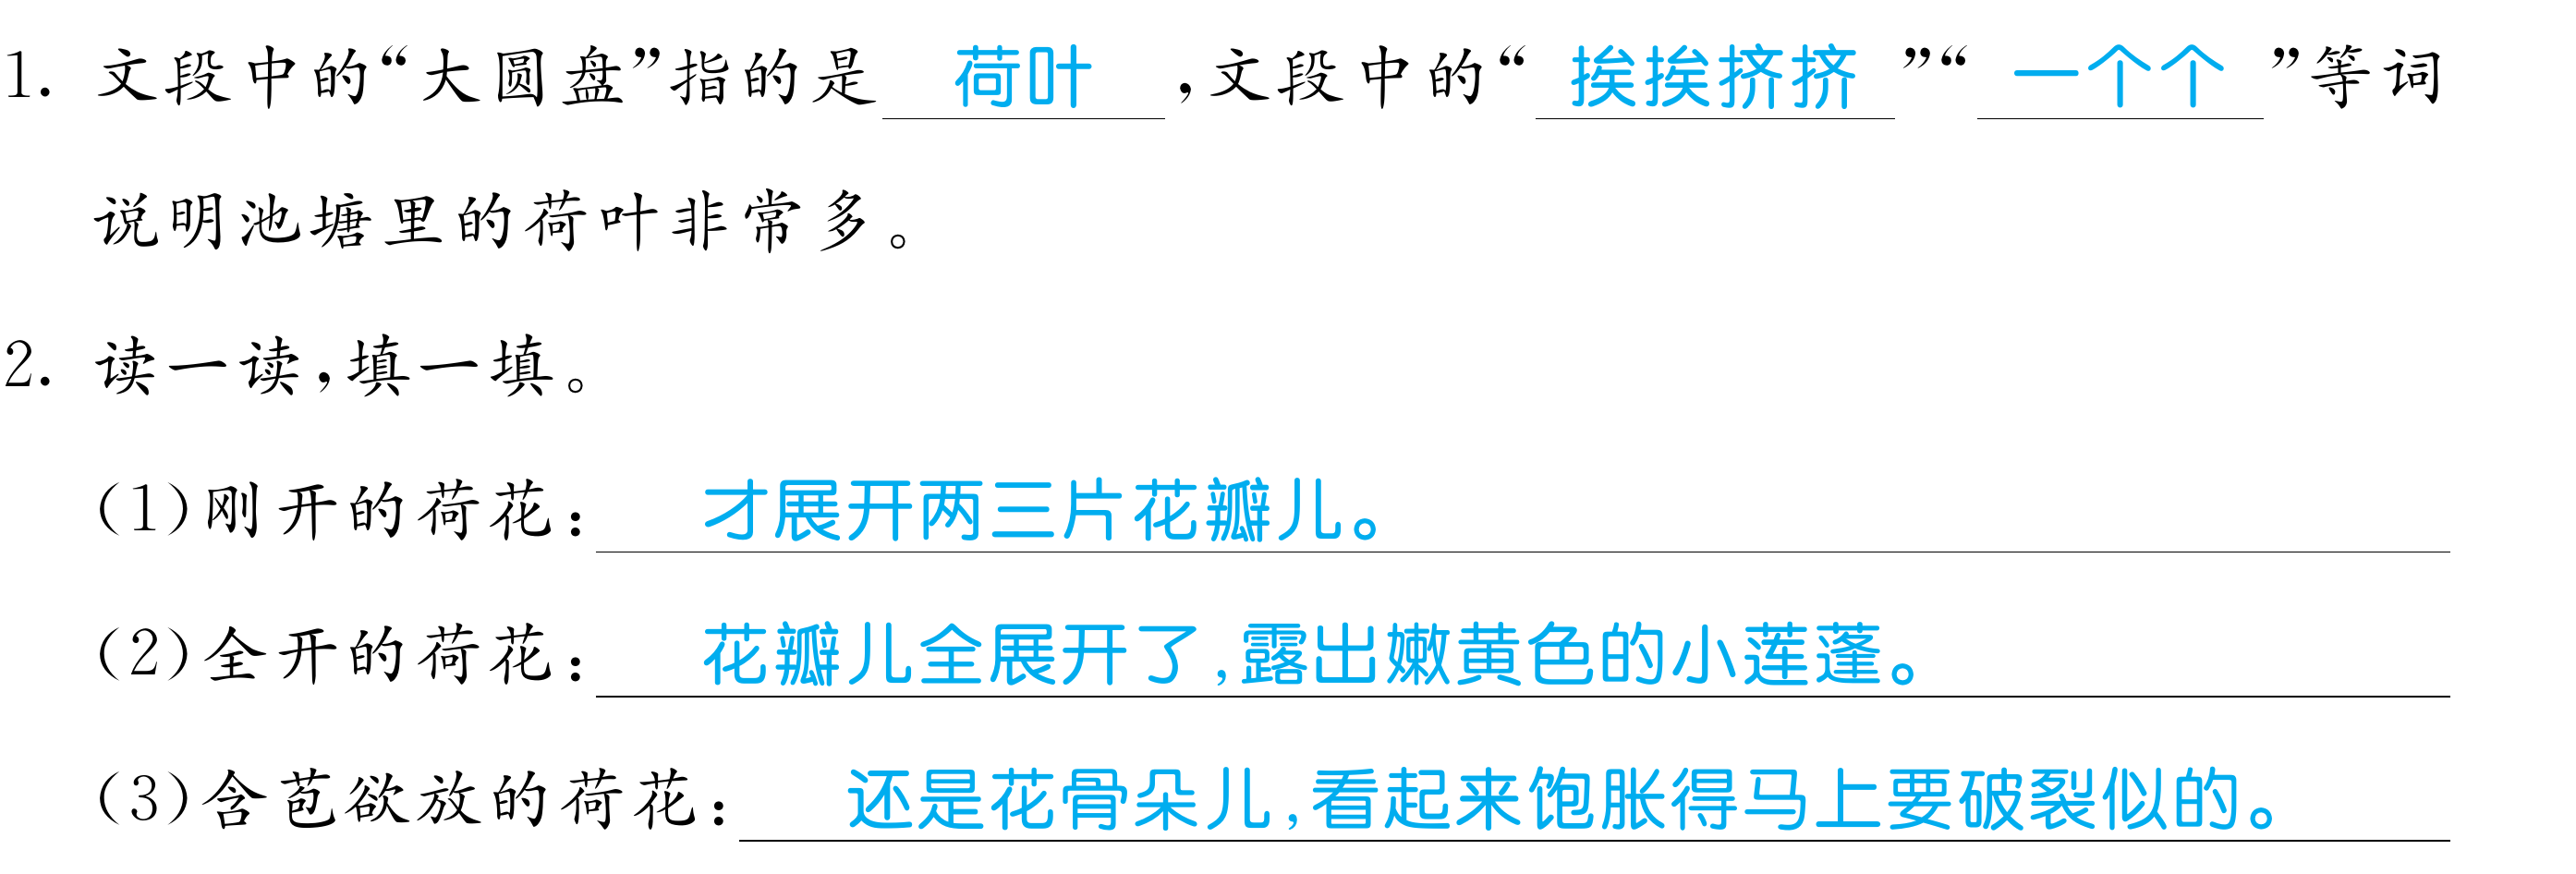 1. 文段中的“大圆盘”指的是 荷叶 ,文段中的“ 挨挨挤挤 ”“ 一个个 ”等词
说明池塘里的荷叶非常多。
2. 读一读,填一填。
(1)刚开的荷花: 才展开两三片花瓣儿。
(2)全开的荷花: 花瓣儿全展开了,露出嫩黄色的小莲蓬。
(3)含苞欲放的荷花: 还是花骨朵儿,看起来饱胀得马上要破裂似的。